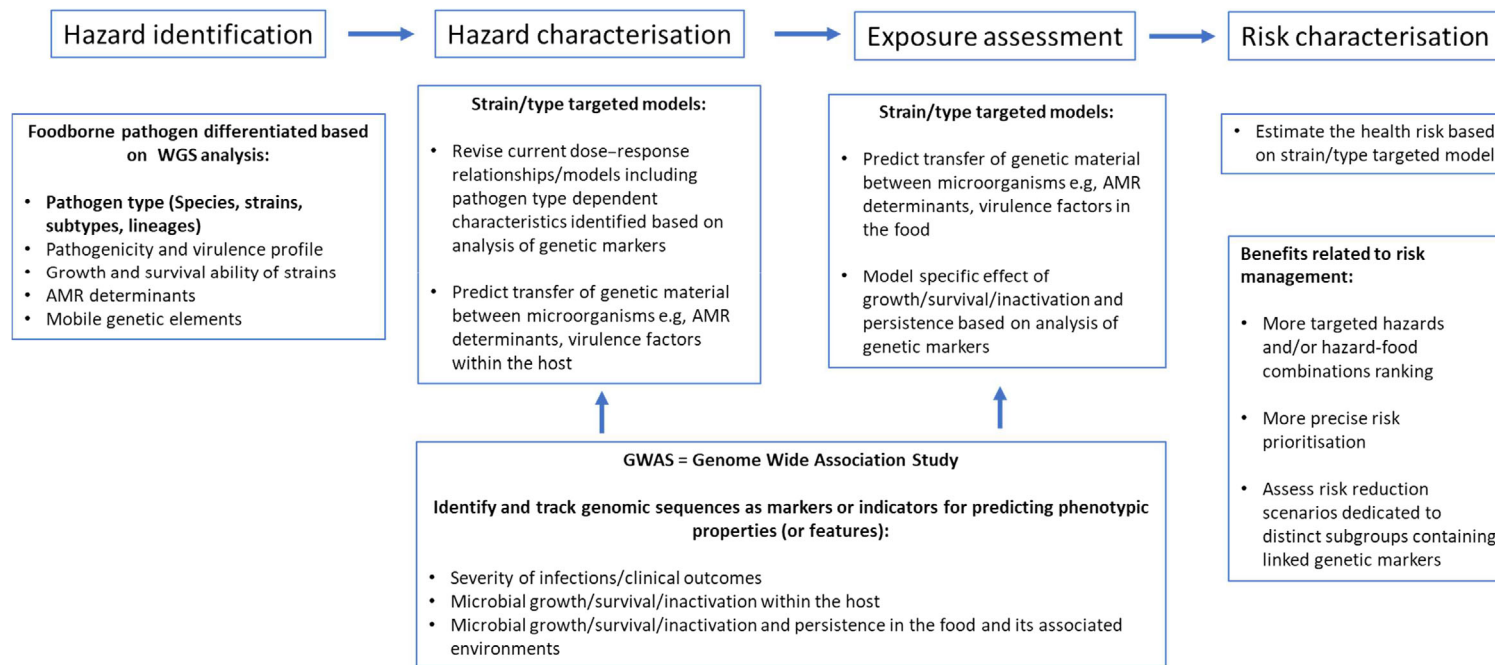 Hazard identification
Hazard characterisation
Exposure assessment
Risk characterisation
Foodborne pathogen differentiated based
on WGS analysis:
• Pathogen type (Species, strains,
subtypes, lineages)
• Pathogenicity and virulence profile
• Growth and survival ability of strains
• AMR determinants
• Mobile genetic elements
Strain/type targeted models:
• Revise current dose–response
relationships/models including
pathogen type dependent
characteristics identified based on
analysis of genetic markers
• Predict transfer of genetic material
between microorganisms e.g, AMR
determinants, virulence factors
within the host
Strain/type targeted models:
• Predict transfer of genetic material
between microorganisms e.g, AMR
determinants, virulence factors in
the food
• Model specific effect of
growth/survival/inactivation and
persistence based on analysis of
genetic markers
• Estimate the health risk based
on strain/type targeted model
Benefits related to risk
management:
• More targeted hazards
and/or hazard-food
combinations ranking
• More precise risk
prioritisation
• Assess risk reduction
scenarios dedicated to
distinct subgroups containing
linked genetic markers
GWAS = Genome Wide Association Study
Identify and track genomic sequences as markers or indicators for predicting phenotypic
properties (or features):
• Severity of infections/clinical outcomes
• Microbial growth/survival/inactivation within the host
• Microbial growth/survival/inactivation and persistence in the food and its associated
environments